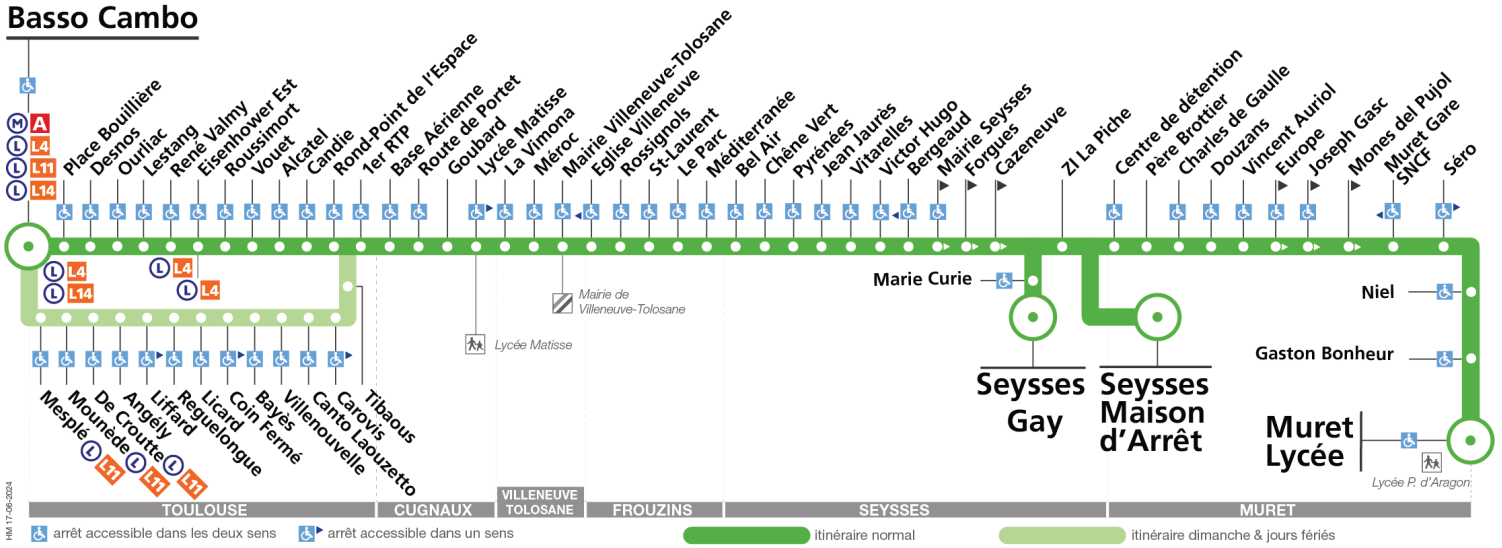 Basso Cambo
M A
L L4
L L11
L L14
Place Bouillière
Desnos
Ourliac
Lestang
René Valmy
Eisenhower Est
Roussimort
Vouet
Alcatel
Candie
Rond-Point de l'Espace
1er RTP
Base Aérienne
Route de Portet
Goubard
Lycée Matisse
La Vimona
Méroc
Mairie Villeneuve-Tolosane
Eglise Villeneuve
Rossignols
St-Laurent
Le Parc
Méditerranée
Bel Air
Chêne Vert
Pyrénées
Jean Jaurès
Vitarelles
Victor Hugo
Bergeaud
Mairie Seysses
Forgues
Cazeneuve
ZI La Piche
Centre de détention
Père Brottier
Charles de Gaulle
Douzans
Vincent Auriol
Europe
Joseph Gasc
Mones del Pujol
Muret Gare
SNCF
Séro
L L4
L L14
L L4
L L4
Marie Curie
Niel
Mairie de
Villeneuve-Tolosane
Lycée Matisse
Gaston Bonheur
Seysses
Gay
Seysses
Maison
d'Arrêt
Muret
Lycée
Lycée P. d'Aragon
Mesplé L L11
Mounède L L11
De Croutte L L11
Angély
Liffard
Reguelongue
Licard
Coin Fermé
Bayès
Villenouvelle
Canto Laouzetto
Carovis
Tibaous
HM 17-06-2024
TOULOUSE
CUGNAUX
VILLENEUVE
TOLOSANE
FROUZINS
SEYSSES
MURET
arrêt accessible dans les deux sens
arrêt accessible dans un sens
itinéraire normal
itinéraire dimanche & jours fériés